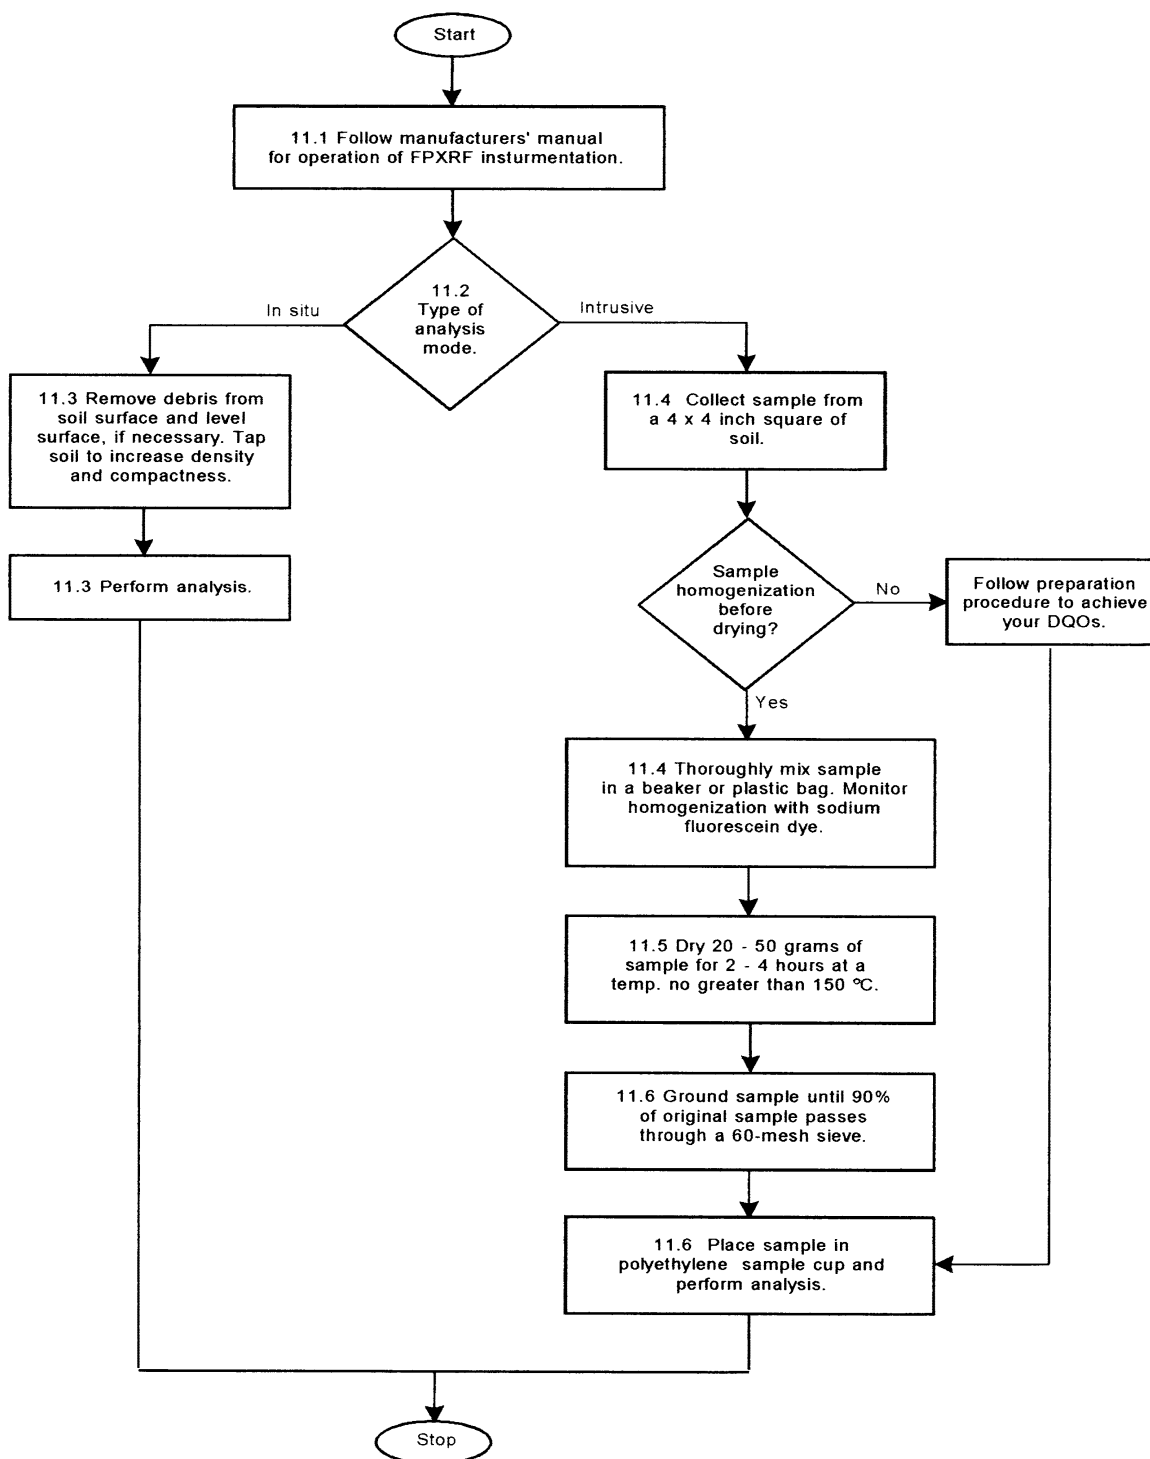 Start
11.1 Follow manufacturers' manual
for operation of FPXRF insturmentation.
11.2
Type of
analysis
mode.
In situ
Intrusive
11.3 Remove debris from
soil surface and level
surface, if necessary. Tap
soil to increase density
and compactness.
11.3 Perform analysis.
11.4 Collect sample from
a 4 x 4 inch square of
soil.
Sample
homogenization
before
drying?
No
Follow preparation
procedure to achieve
your DQOs.
Yes
11.4 Thoroughly mix sample
in a beaker or plastic bag. Monitor
homogenization with sodium
fluorescein dye.
11.5 Dry 20 - 50 grams of
sample for 2 - 4 hours at a
temp. no greater than 150 ºC.
11.6 Ground sample until 90%
of original sample passes
through a 60-mesh sieve.
11.6 Place sample in
polyethylene sample cup and
perform analysis.
Stop